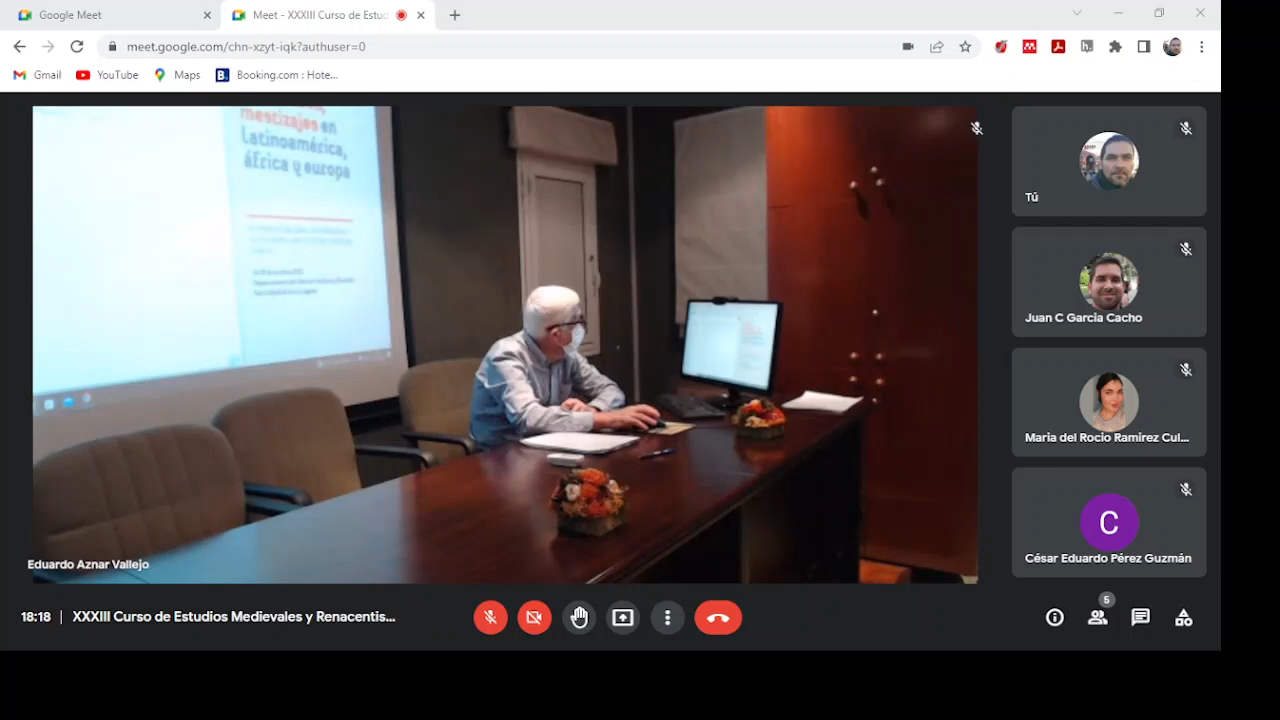 Google Meet
Meet - XXXIII Curso de Estud
meet.google.com/chn-xzyt-iqk?authuser=0
Gmail
YouTube
Maps
B.
Booking.com : Hote...
mestizajes en
Latinoamérica,
áfrica y europa
Tú
Juan C Garcia Cacho
Maria del Rocio Ramirez Cul...
C
César Eduardo Pérez Guzmán
Eduardo Aznar Vallejo
18:18 | XXXIII Curso de Estudios Medievales y Renacentis...
5